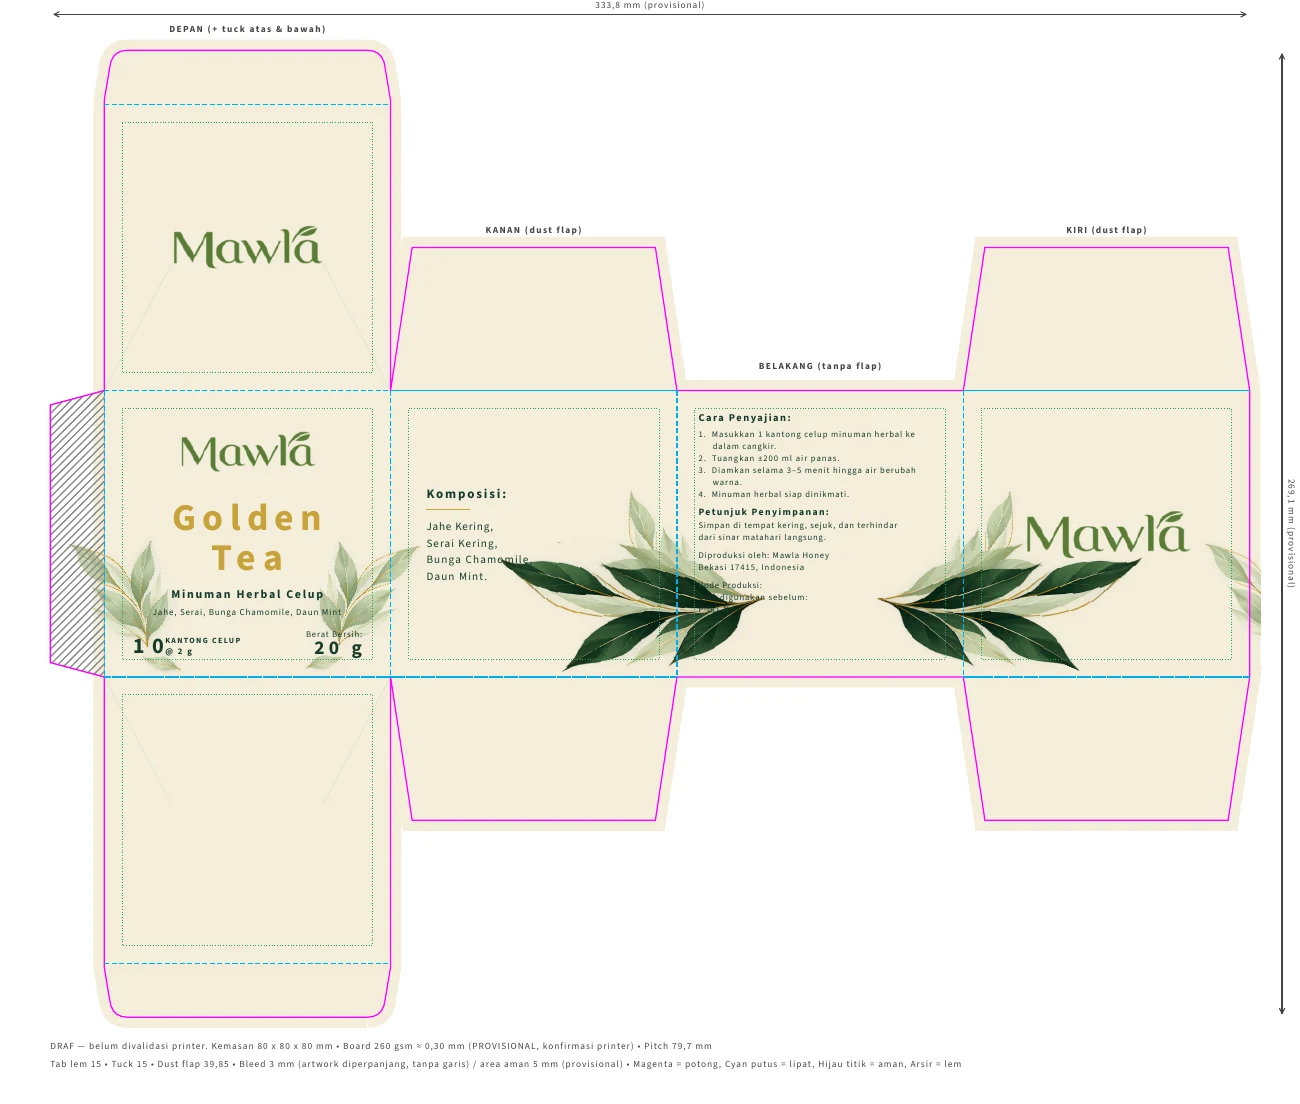 333,8 mm (provisional)
DEPAN (+ tuck atas & bawah)
Mawla
KANAN (dust flap)
KIRI (dust flap)
BELAKANG (tanpa flap)
269,1 mm (provisional)
Mawla
Golden
Tea
Minuman Herbal Celup
Jahe, Serai, Bunga Chamomile, Daun Mint
10 KANTONG CELUP
@ 2 g
Berat Bersih:
20 g
Komposisi:
Jahe Kering,
Serai Kering,
Bunga Chamomile,
Daun Mint.
Cara Penyajian:
1. Masukkan 1 kantong celup minuman herbal ke
dalam cangkir.
2. Tuangkan ±200 ml air panas.
3. Diamkan selama 3–5 menit hingga air berubah
warna.
4. Minuman herbal siap dinikmati.
Petunjuk Penyimpanan:
Simpan di tempat kering, sejuk, dan terhindar
dari sinar matahari langsung.
Diproduksi oleh: Mawla Honey
Bekasi 17415, Indonesia
Kode Produksi:
digunakan sebelum:
Mawla
DRAF — belum divalidasi printer. Kemasan 80 x 80 x 80 mm • Board 260 gsm ≈ 0,30 mm (PROVISIONAL, konfirmasi printer) • Pitch 79,7 mm
Tab lem 15 • Tuck 15 • Dust flap 39,85 • Bleed 3 mm (artwork diperpanjang, tanpa garis) / area aman 5 mm (provisional) • Magenta = potong, Cyan putus = lipat, Hijau titik = aman, Arsir = lem